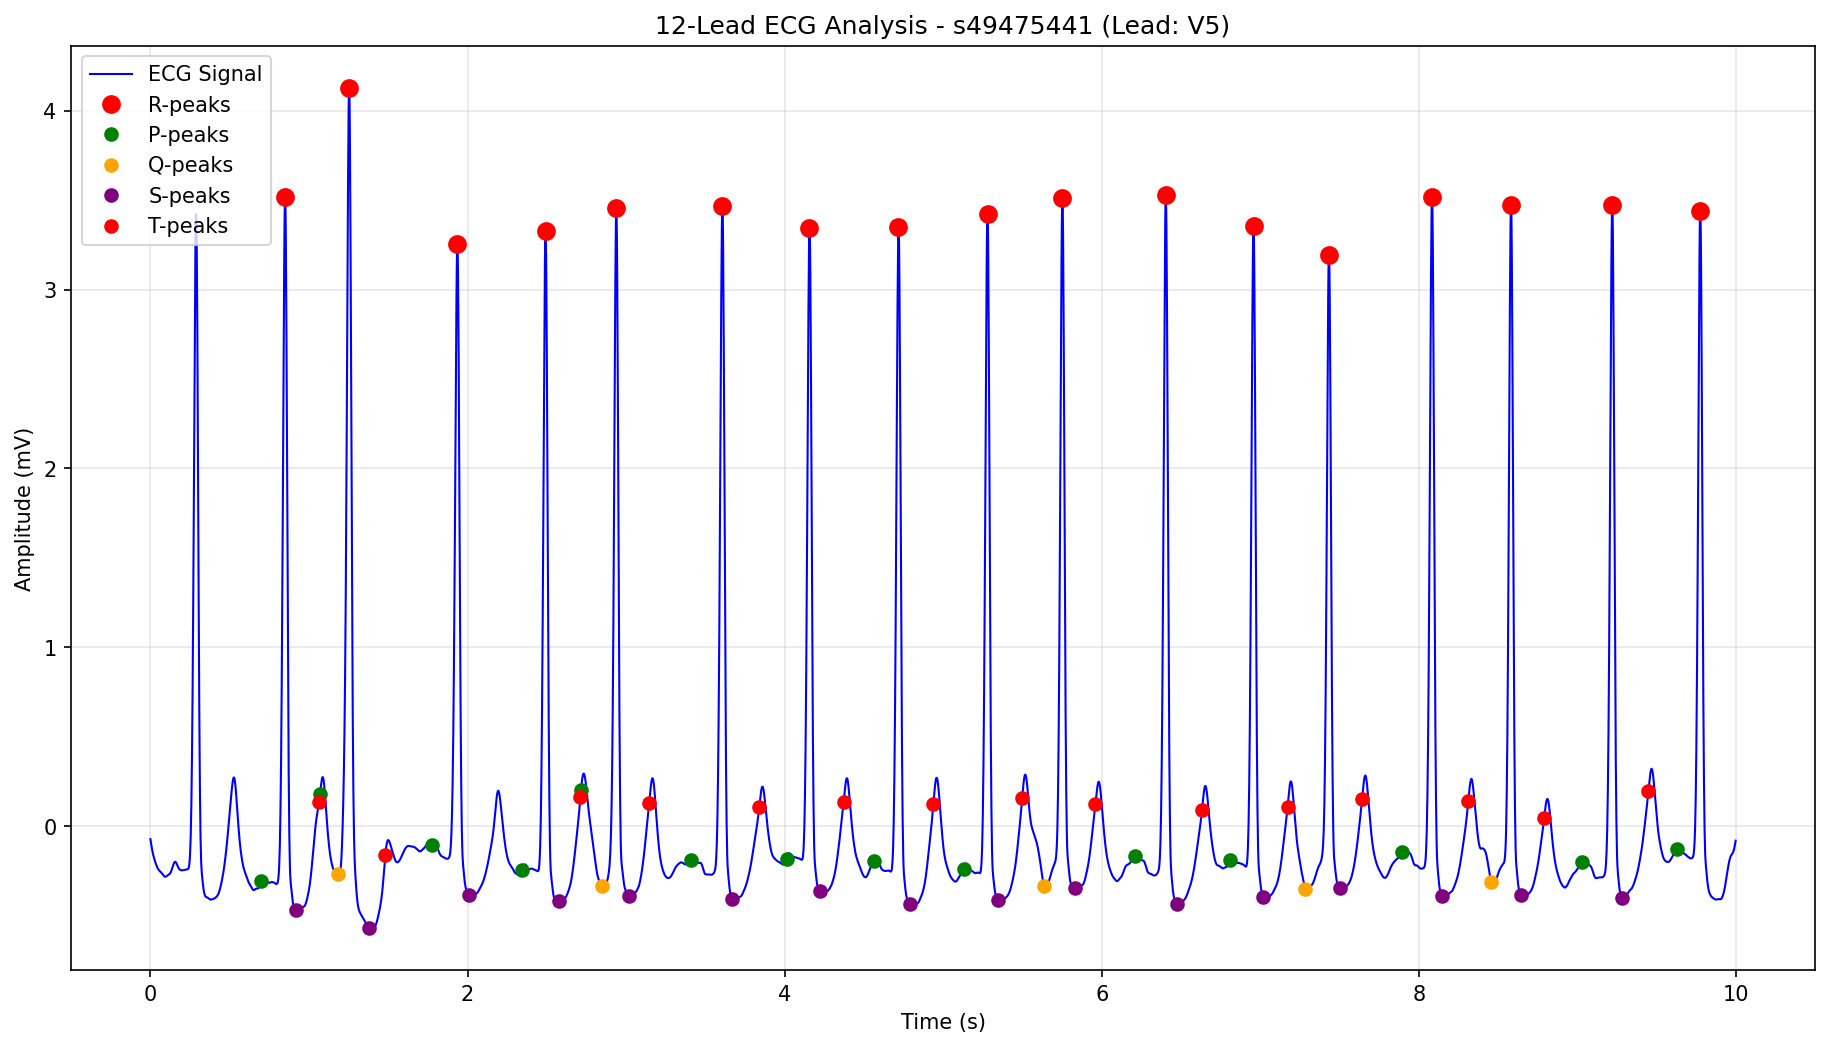 12-Lead ECG Analysis - s49475441 (Lead: V5)
ECG Signal
R-peaks
P-peaks
Q-peaks
S-peaks
T-peaks
4
3
2
1
0
Amplitude (mV)
0 2 4 6 8 10
Time (s)